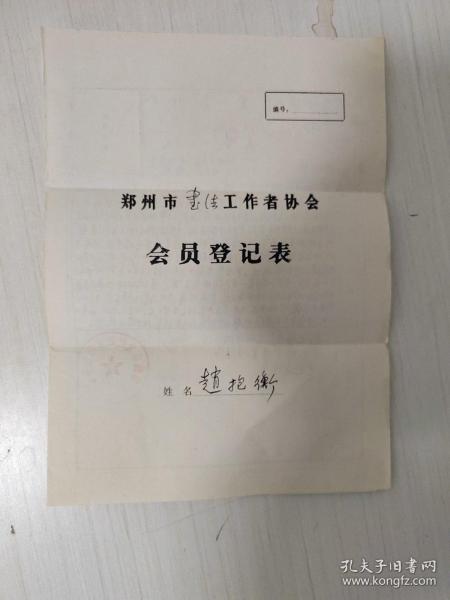 编号：
郑州市书法工作者协会
会员登记表
姓名 趙抱衡
孔夫子旧书网
www.kongfz.com